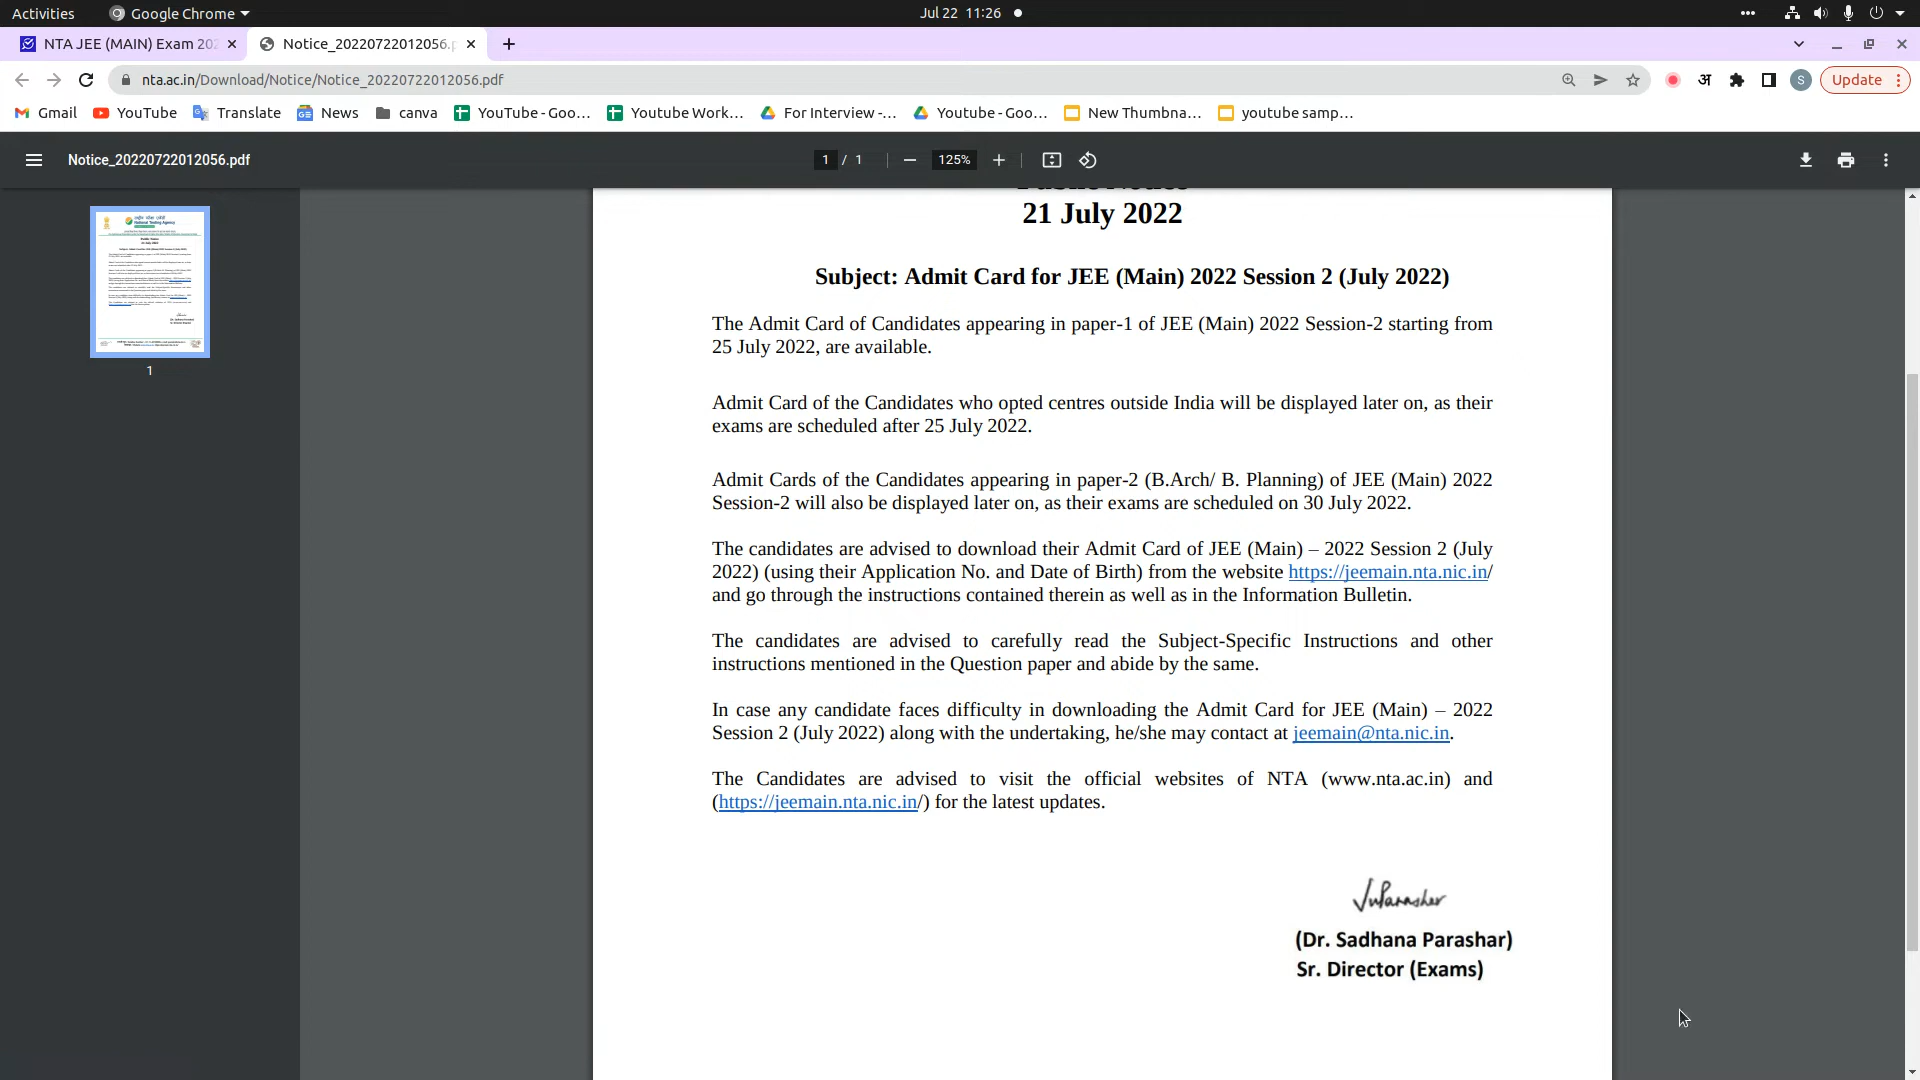 Activities Google Chrome Jul 22 11:26
NTA JEE (MAIN) Exam 202 Notice_20220722012056.p
nta.ac.in/Download/Notice/Notice_20220722012056.pdf अ S Update
Gmail YouTube Translate News canva YouTube - Goo... Youtube Work... For Interview -... Youtube - Goo... New Thumbna... youtube samp...
Notice_20220722012056.pdf 1 / 1 125%
21 July 2022
Subject: Admit Card for JEE (Main) 2022 Session 2 (July 2022)
The Admit Card of Candidates appearing in paper-1 of JEE (Main) 2022 Session-2 starting from
25 July 2022, are available.
Admit Card of the Candidates who opted centres outside India will be displayed later on, as their
exams are scheduled after 25 July 2022.
Admit Cards of the Candidates appearing in paper-2 (B.Arch/ B. Planning) of JEE (Main) 2022
Session-2 will also be displayed later on, as their exams are scheduled on 30 July 2022.
The candidates are advised to download their Admit Card of JEE (Main) – 2022 Session 2 (July
2022) (using their Application No. and Date of Birth) from the website https://jeemain.nta.nic.in/
and go through the instructions contained therein as well as in the Information Bulletin.
The candidates are advised to carefully read the Subject-Specific Instructions and other
instructions mentioned in the Question paper and abide by the same.
In case any candidate faces difficulty in downloading the Admit Card for JEE (Main) – 2022
Session 2 (July 2022) along with the undertaking, he/she may contact at jeemain@nta.nic.in.
The Candidates are advised to visit the official websites of NTA (www.nta.ac.in) and
(https://jeemain.nta.nic.in/) for the latest updates.
(Dr. Sadhana Parashar)
Sr. Director (Exams)
1